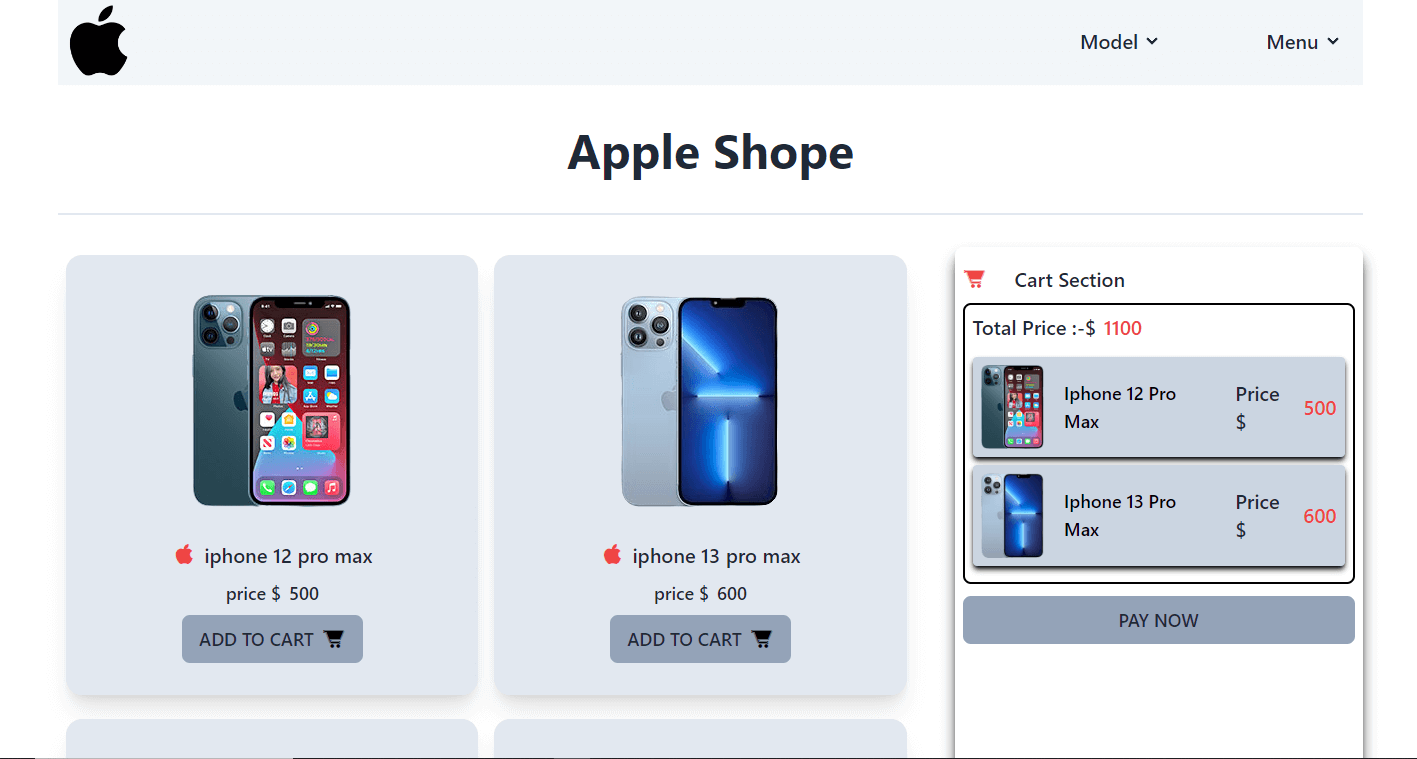 Model
Menu
Apple Shope
iphone 12 pro max
price $ 500
ADD TO CART
iphone 13 pro max
price $ 600
ADD TO CART
Cart Section
Total Price :-$ 1100
Iphone 12 Pro
Max
Price
$
500
Iphone 13 Pro
Max
Price
$
600
PAY NOW